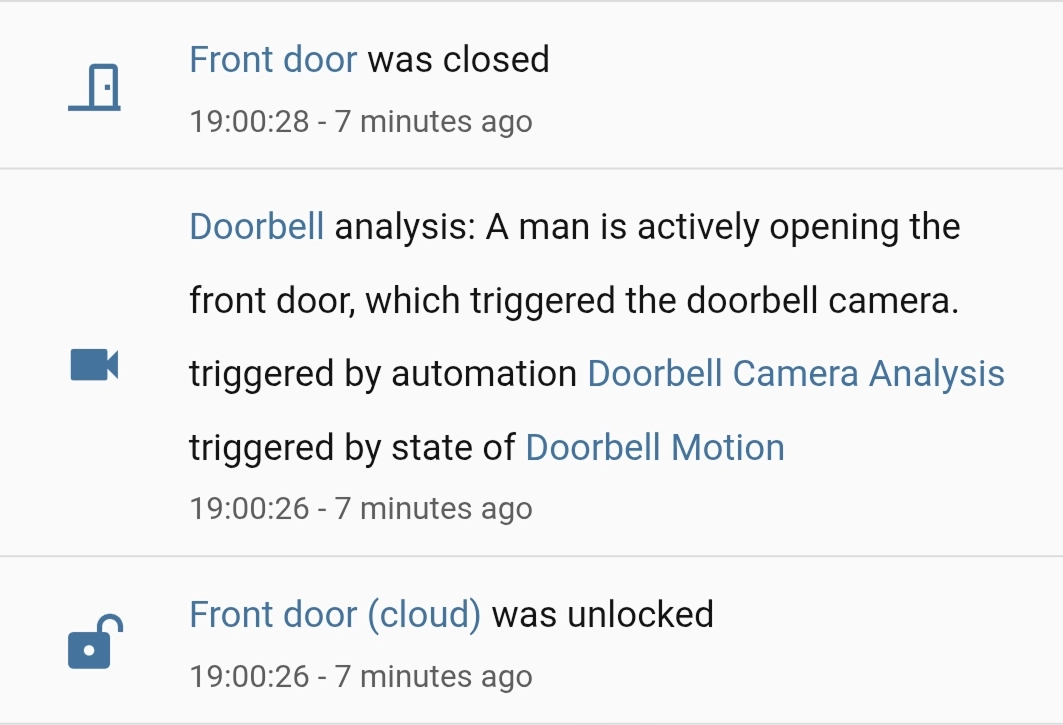 Front door was closed
19:00:28 - 7 minutes ago
Doorbell analysis: A man is actively opening the
front door, which triggered the doorbell camera.
triggered by automation Doorbell Camera Analysis
triggered by state of Doorbell Motion
19:00:26 - 7 minutes ago
Front door (cloud) was unlocked
19:00:26 - 7 minutes ago